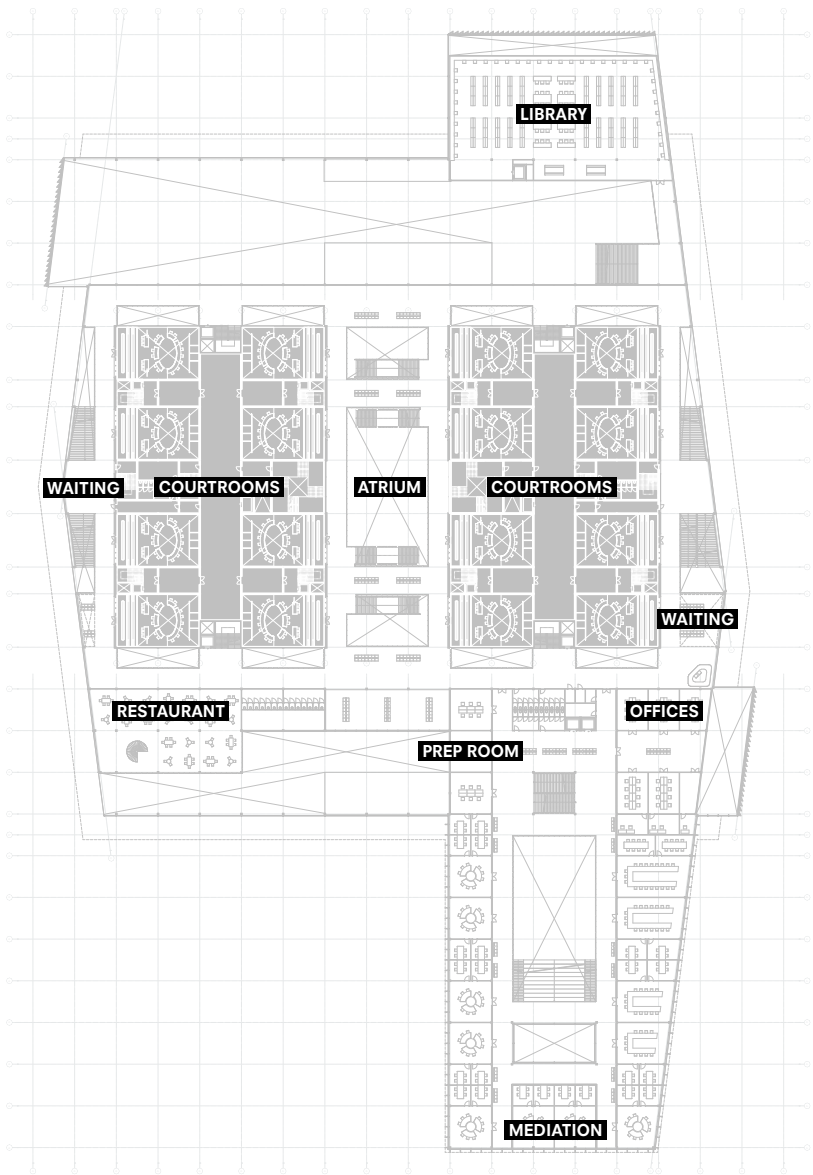 LIBRARY
WAITING
COURTROOMS
ATRIUM
COURTROOMS
WAITING
RESTAURANT
OFFICES
PREP ROOM
MEDIATION